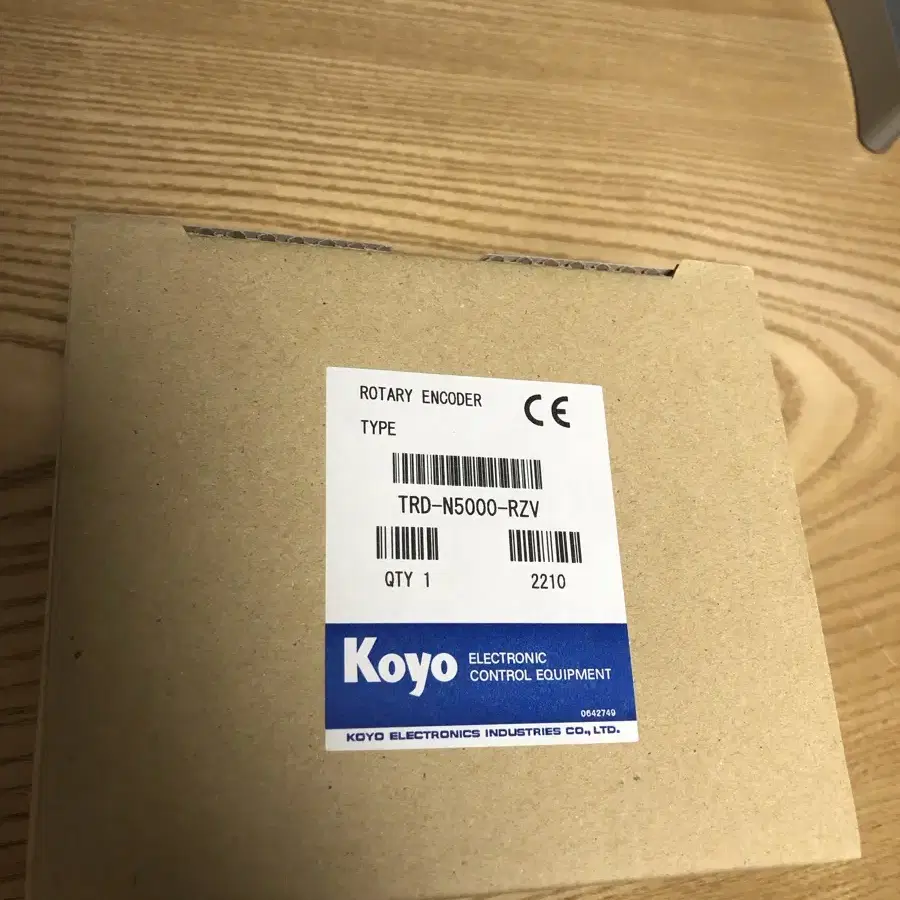 ROTARY ENCODER
CE
TYPE
TRD-N5000-RZV
QTY 1
2210
Koyo
ELECTRONIC
CONTROL EQUIPMENT
0642749
KOYO ELECTRONICS INDUSTRIES CO., LTD.